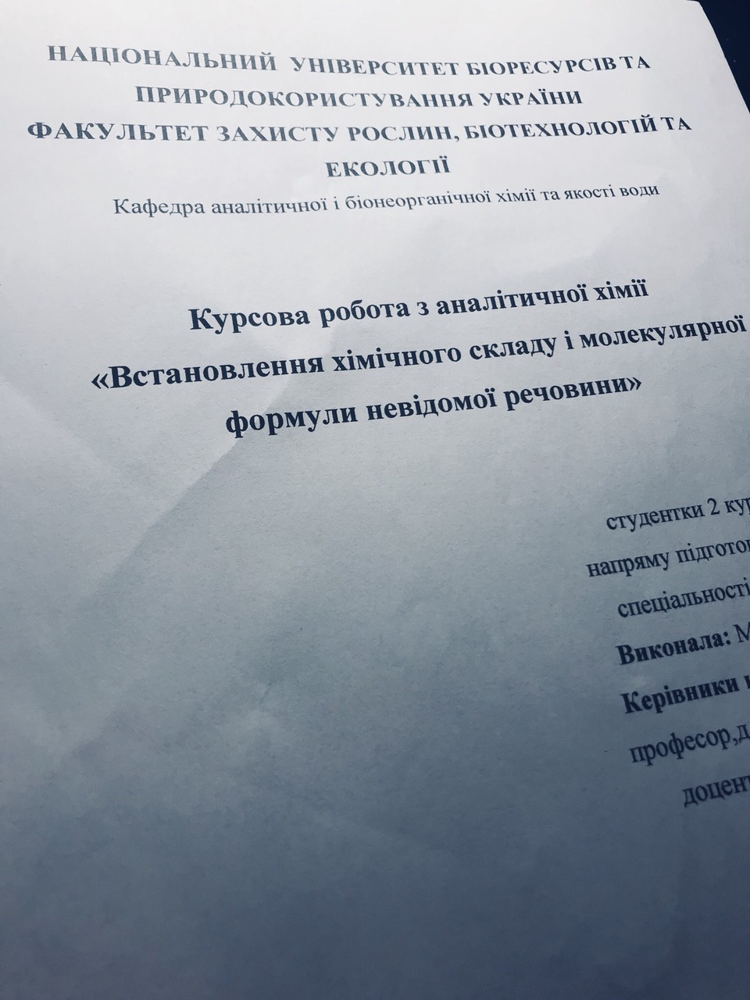 НАЦІОНАЛЬНИЙ УНІВЕРСИТЕТ БІОРЕСУРСІВ ТА
ПРИРОДОКОРИСТУВАННЯ УКРАЇНИ
ФАКУЛЬТЕТ ЗАХИСТУ РОСЛИН, БІОТЕХНОЛОГІЙ ТА
ЕКОЛОГІЇ
Кафедра аналітичної і біонеорганічної хімії та якості води
Курсова робота з аналітичної хімії
«Встановлення хімічного складу і молекулярної
формули невідомої речовини»
студентки 2 кур
напряму підготов
спеціальності
Виконала: М
Керівники
професор,д
доцент